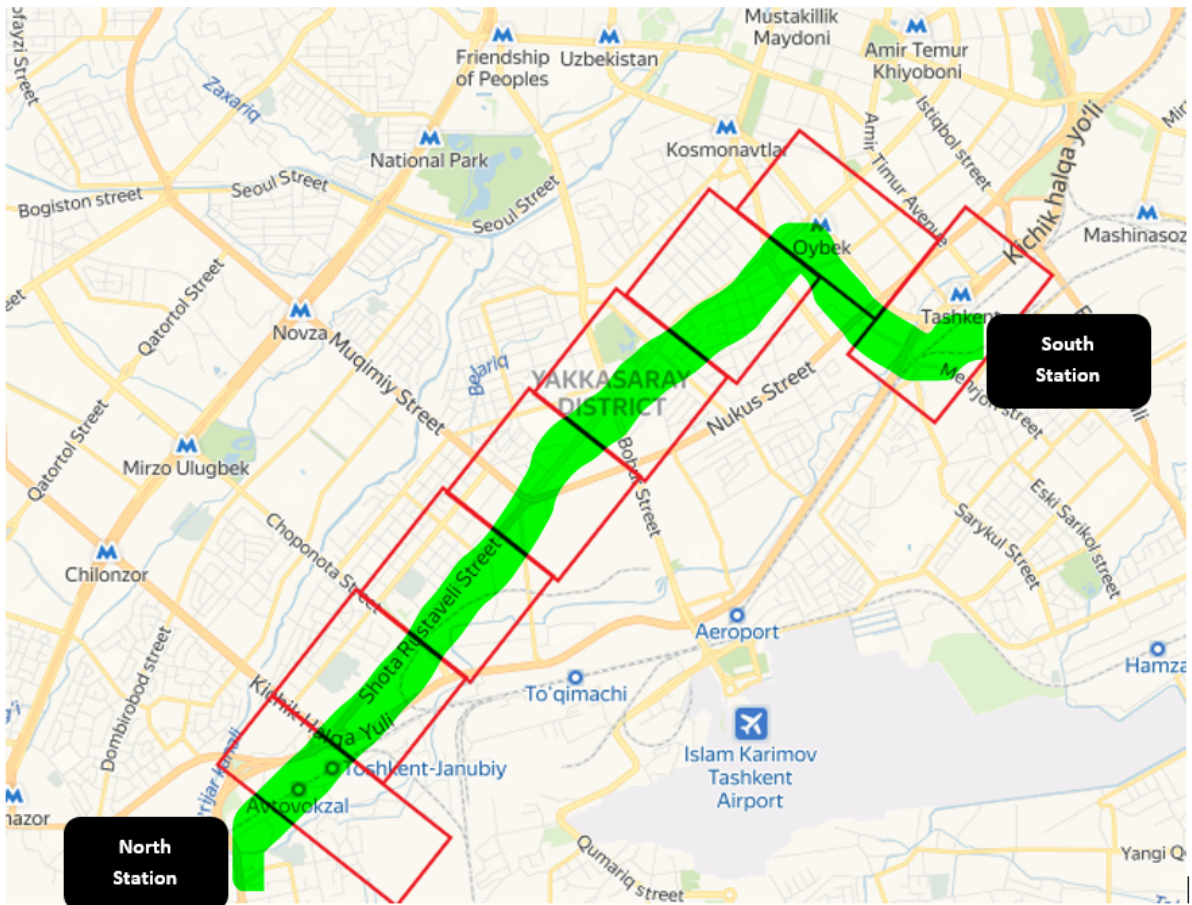 Mustakillik
Maydoni
Friendship
of Peoples
Uzbekistan
Amir Temur
Khiyoboni
Zaxariq
National Park
Kosmonavtlar
Amir Timur Avenue
Istiqbol street
Kichik halqa yo'li
Bogiston street
Seoul Street
Seoul Street
Oybek
Mashinasoz
Qatortol Street
Novza
Tashkent
Muqimiy Street
Belariq
YAKKASARAY
DISTRICT
South
Station
Mehrjon street
Nukus Street
Bobur Street
Mirzo Ulugbek
Qatortol Street
Choponota Street
Eski Sarikol street
Sarykul Street
Chilonzor
Shota Rustaveli Street
Aeroport
Hamza
To'qimachi
Dombirobod street
Kichik Halqa Yuli
Islam Karimov
Tashkent
Airport
Toshkent-Janubiy
Avtovokzal
North
Station
Qumariq street
Yangi